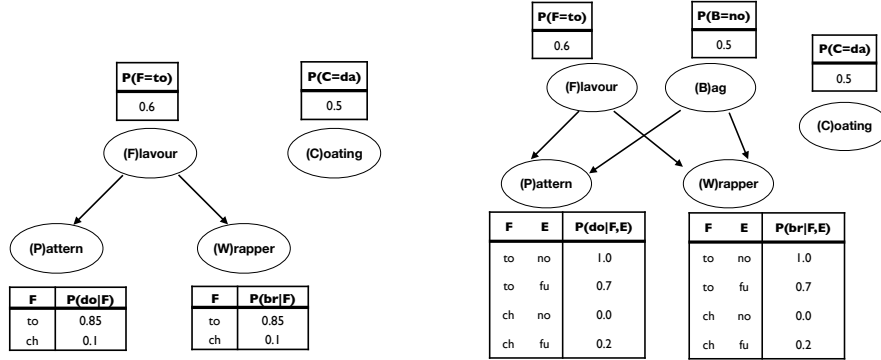 P(F=to)
0.6
P(C=da)
0.5
(F)lavour
(C)oating
(P)attern
(W)rapper
F P(do|F)
to 0.85
ch 0.1
F P(br|F)
to 0.85
ch 0.1
P(F=to)
0.6
P(B=no)
0.5
P(C=da)
0.5
(F)lavour
(B)ag
(C)oating
(P)attern
(W)rapper
F E P(do|F,E)
to no 1.0
to fu 0.7
ch no 0.0
ch fu 0.2
F E P(br|F,E)
to no 1.0
to fu 0.7
ch no 0.0
ch fu 0.2